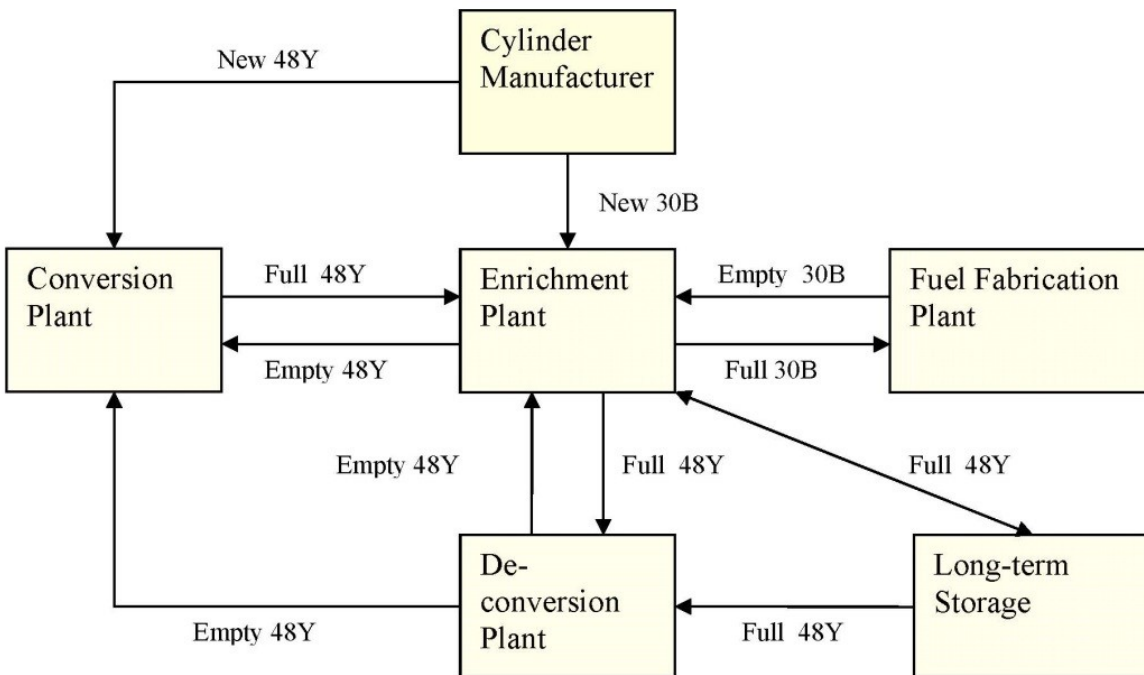 Cylinder
Manufacturer
New 48Y
New 30B
Conversion
Plant
Full 48Y
Empty 48Y
Enrichment
Plant
Empty 30B
Full 30B
Fuel Fabrication
Plant
Empty 48Y
Full 48Y
Full 48Y
De-
conversion
Plant
Empty 48Y
Full 48Y
Long-term
Storage